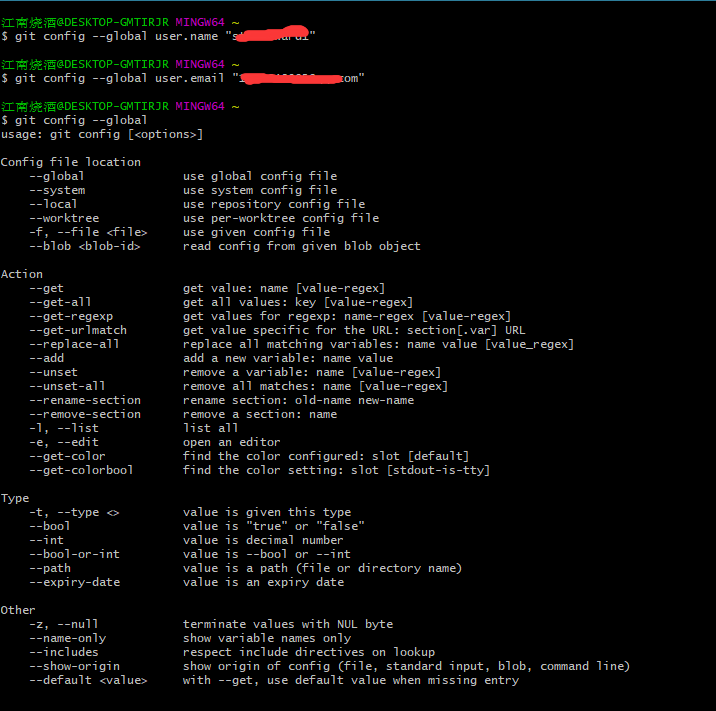 江南烧酒@DESKTOP-GMTIRJR MINGW64 ~
$ git config --global user.name "
江南烧酒@DESKTOP-GMTIRJR MINGW64 ~
$ git config --global user.email "om"
江南烧酒@DESKTOP-GMTIRJR MINGW64 ~
$ git config --global
usage: git config [<options>]
Config file location
--global use global config file
--system use system config file
--local use repository config file
--worktree use per-worktree config file
-f, --file <file> use given config file
--blob <blob-id> read config from given blob object
Action
--get get value: name [value-regex]
--get-all get all values: key [value-regex]
--get-regexp get values for regexp: name-regex [value-regex]
--get-urlmatch get value specific for the URL: section[.var] URL
--replace-all replace all matching variables: name value [value_regex]
--add add a new variable: name value
--unset remove a variable: name [value-regex]
--unset-all remove all matches: name [value-regex]
--rename-section rename section: old-name new-name
--remove-section remove a section: name
-l, --list list all
-e, --edit open an editor
--get-color find the color configured: slot [default]
--get-colorbool find the color setting: slot [stdout-is-tty]
Type
-t, --type <> value is given this type
--bool value is "true" or "false"
--int value is decimal number
--bool-or-int value is --bool or --int
--path value is a path (file or directory name)
--expiry-date value is an expiry date
Other
-z, --null terminate values with NUL byte
--name-only show variable names only
--includes respect include directives on lookup
--show-origin show origin of config (file, standard input, blob, command line)
--default <value> with --get, use default value when missing entry